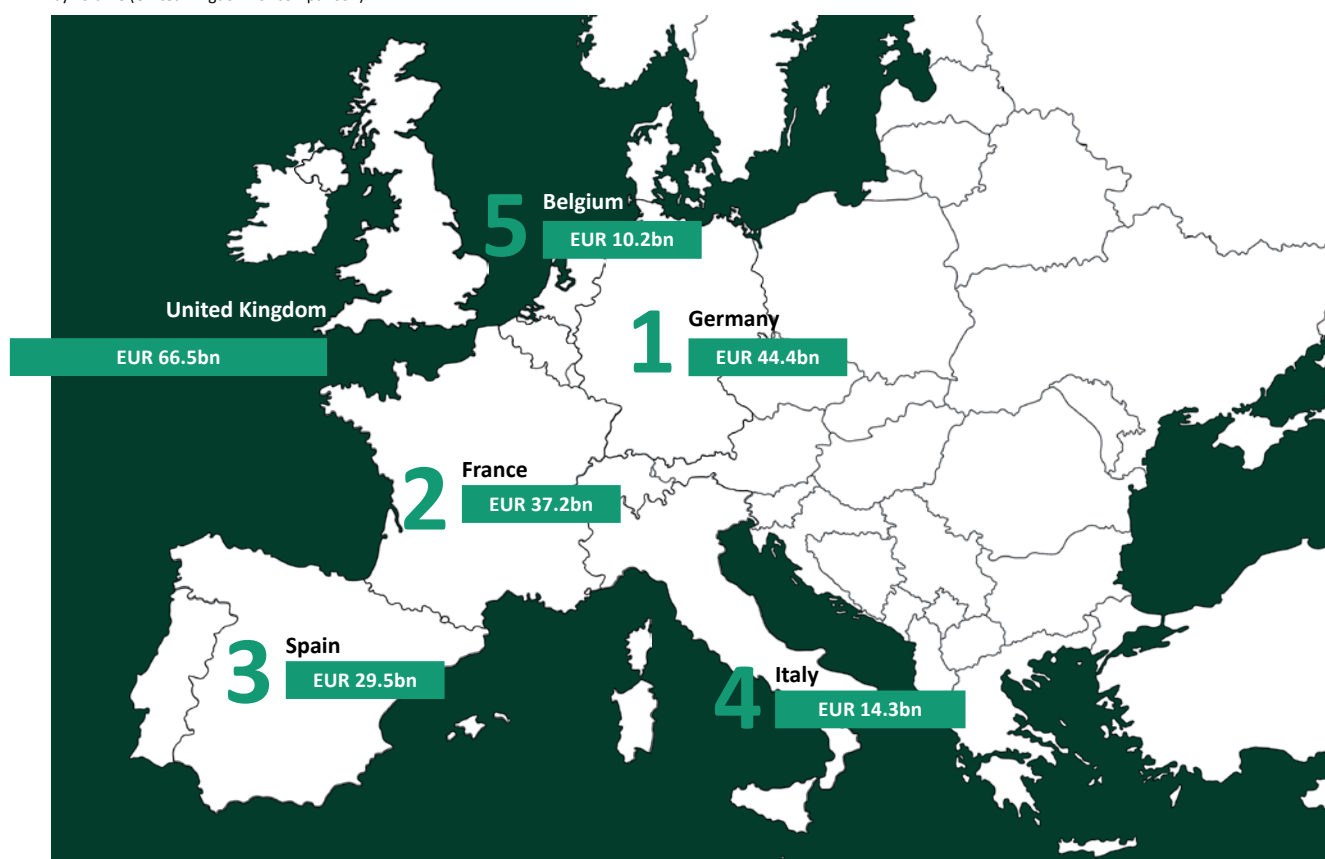 5
Belgium
EUR 10.2bn
United Kingdom
EUR 66.5bn
1
Germany
EUR 44.4bn
2
France
EUR 37.2bn
3
Spain
EUR 29.5bn
4
Italy
EUR 14.3bn